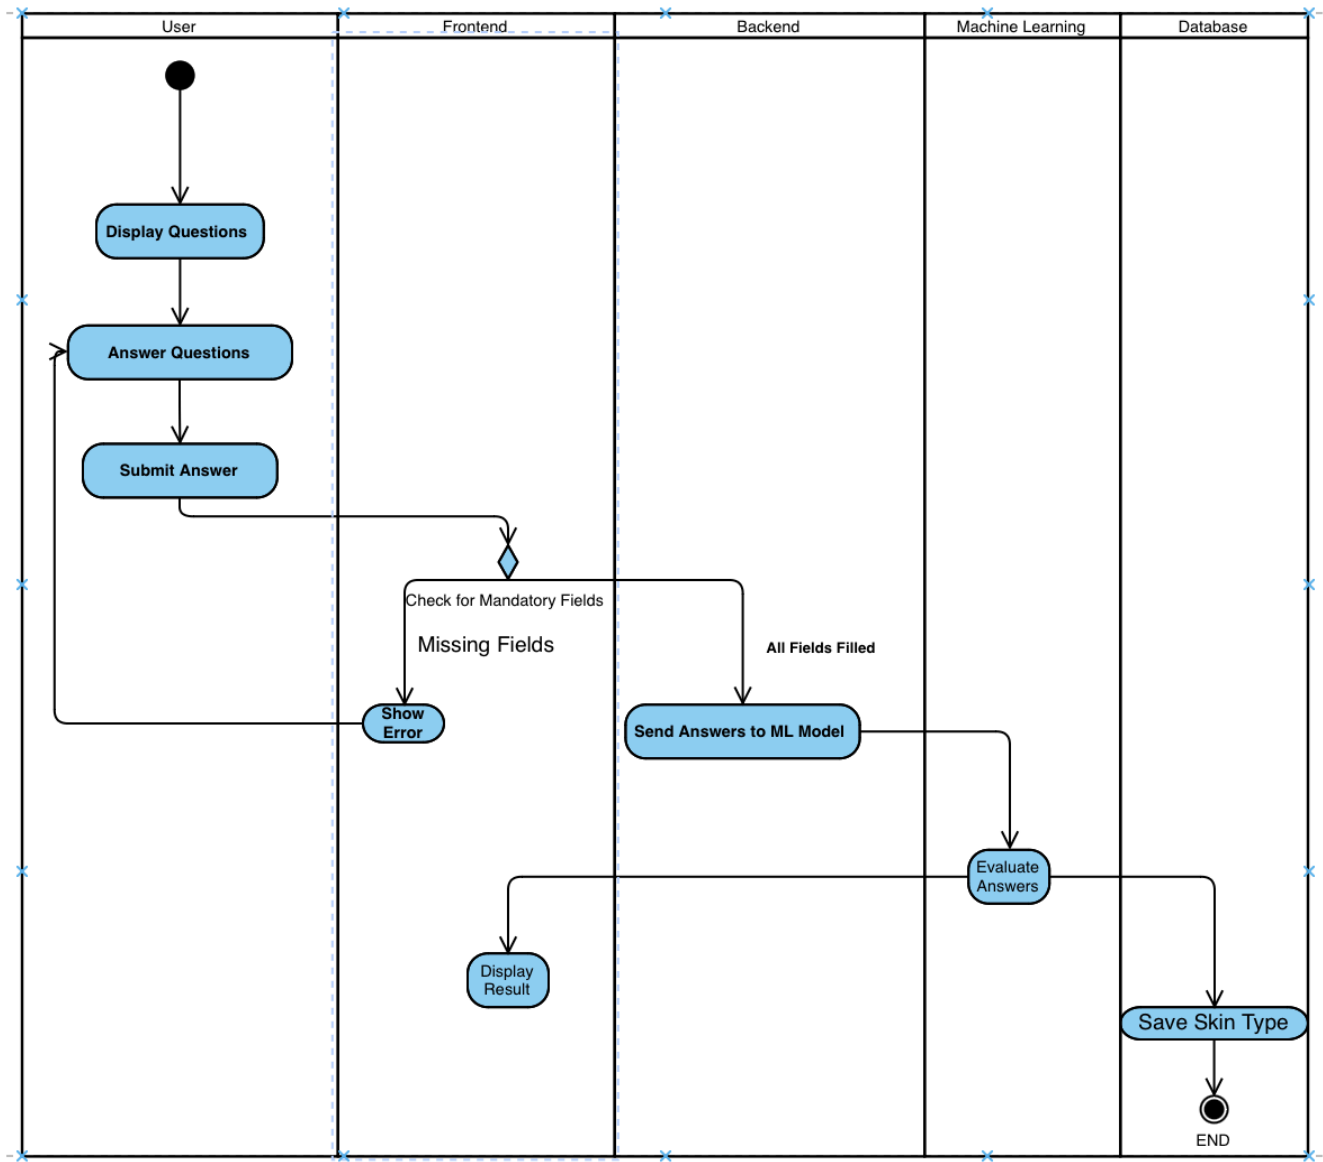 User
Frontend
Backend
Machine Learning
Database
Display Questions
Answer Questions
Submit Answer
Check for Mandatory Fields
Missing Fields
All Fields Filled
Show
Error
Send Answers to ML Model
Evaluate
Answers
Display
Result
Save Skin Type
END